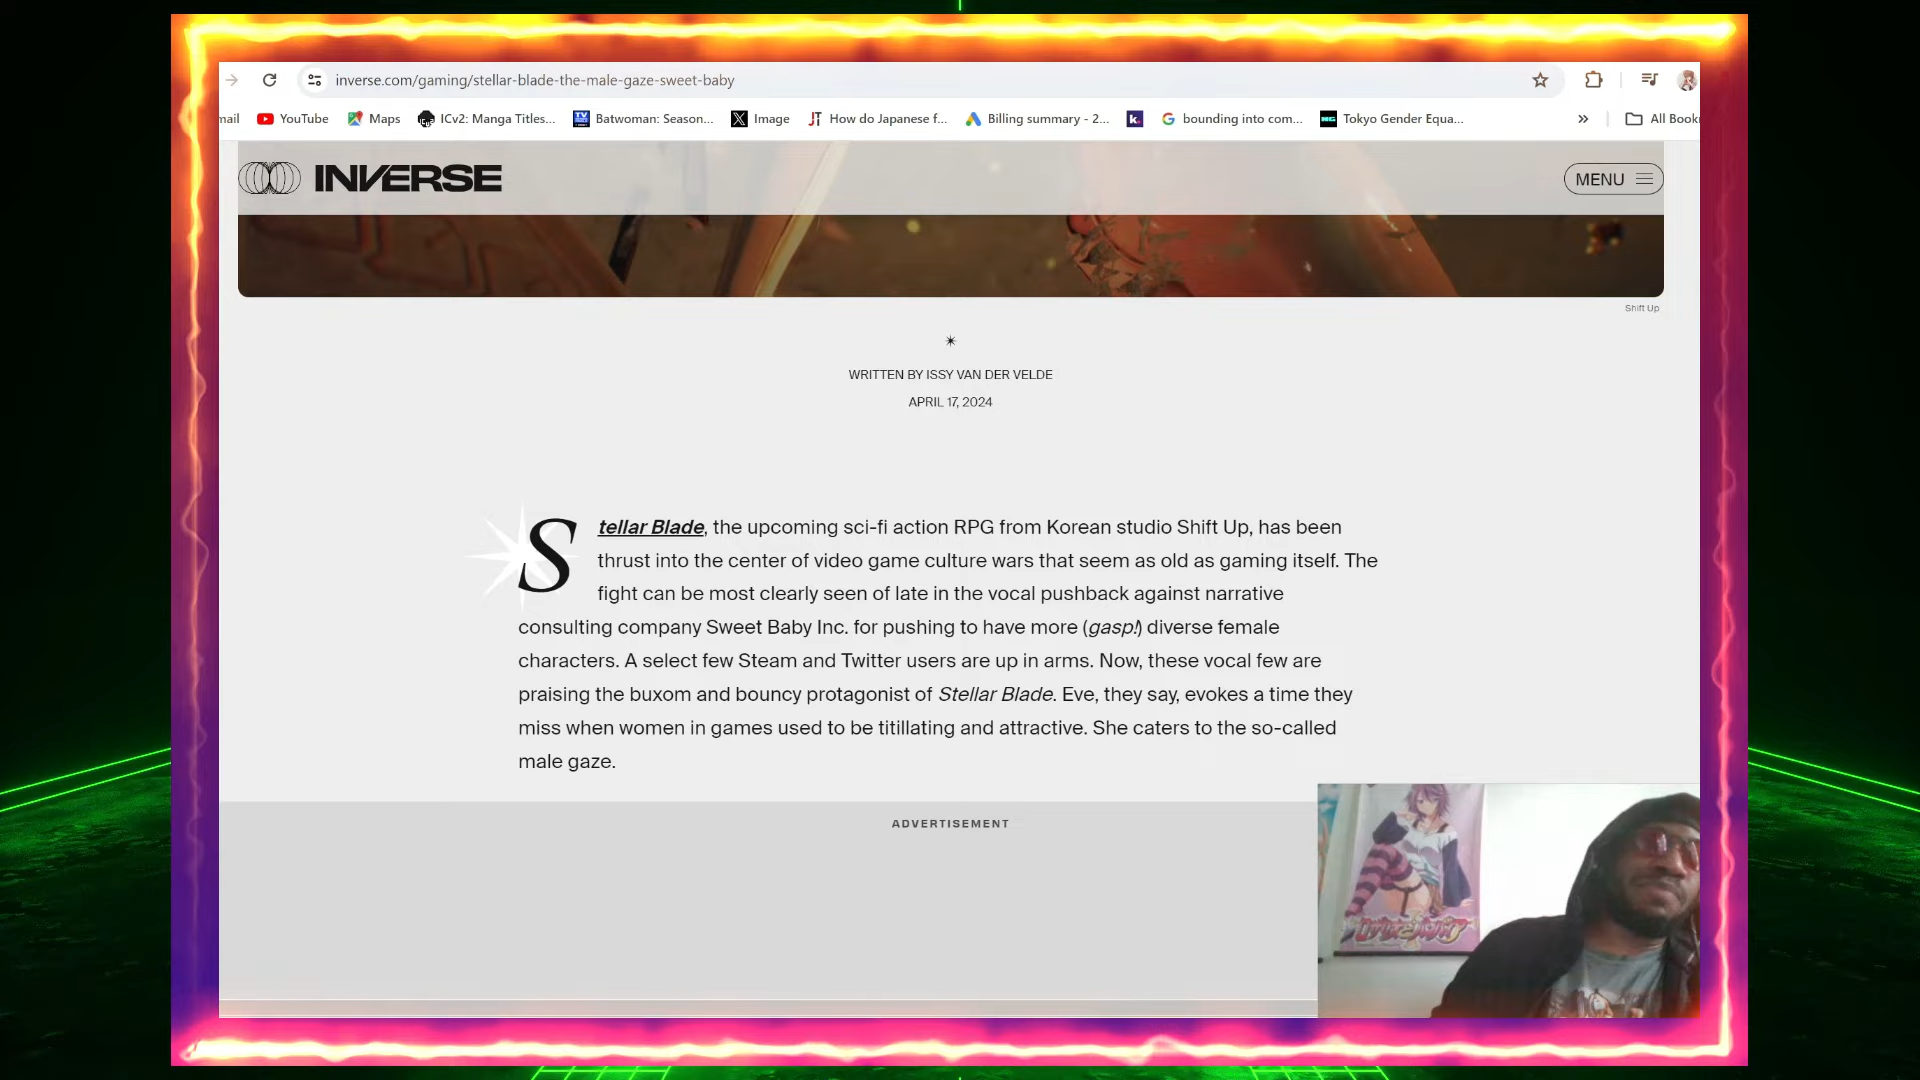 inverse.com/gaming/stellar-blade-the-male-gaze-sweet-baby
mail YouTube Maps ICv2: Manga Titles... Batwoman: Season... Image How do Japanese f... Billing summary - 2... bounding into com... Tokyo Gender Equa... » All Book
INVERSE
MENU
Shift Up
WRITTEN BY ISSY VAN DER VELDE
APRIL 17, 2024
Stellar Blade, the upcoming sci-fi action RPG from Korean studio Shift Up, has been
thrust into the center of video game culture wars that seem as old as gaming itself. The
fight can be most clearly seen of late in the vocal pushback against narrative
consulting company Sweet Baby Inc. for pushing to have more (gasp!) diverse female
characters. A select few Steam and Twitter users are up in arms. Now, these vocal few are
praising the buxom and bouncy protagonist of Stellar Blade. Eve, they say, evokes a time they
miss when women in games used to be titillating and attractive. She caters to the so-called
male gaze.
ADVERTISEMENT